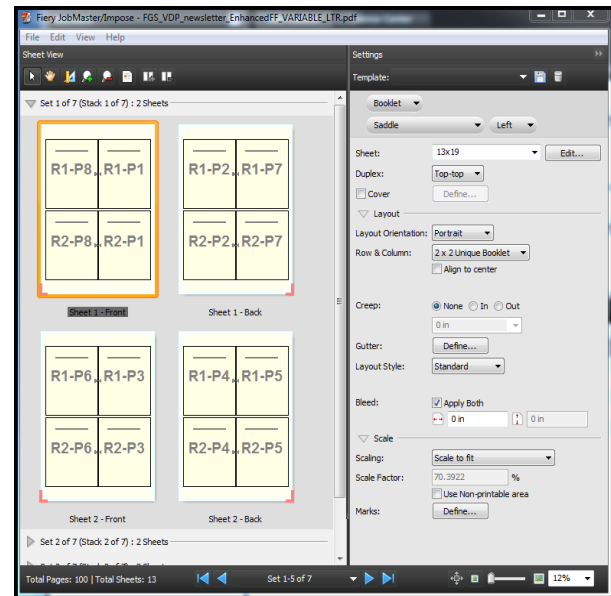 Fiery JobMaster/Impose - FGS_VDP_newsletter_EnhancedFF_VARIABLE_LTR.pdf
File Edit View Help
Sheet View
Set 1 of 7 (Stack 1 of 7) : 2 Sheets
R1-P8 R1-P1
R2-P8 R2-P1
Sheet 1 - Front
R1-P2 R1-P7
R2-P2 R2-P7
Sheet 1 - Back
R1-P6 R1-P3
R2-P6 R2-P3
Sheet 2 - Front
R1-P4 R1-P5
R2-P4 R2-P5
Sheet 2 - Back
Set 2 of 7 (Stack 2 of 7) : 2 Sheets
Settings
Template:
Booklet
Saddle Left
Sheet: 13x19 Edit...
Duplex: Top-top
Cover Define...
Layout
Layout Orientation: Portrait
Row & Column: 2 x 2 Unique Booklet
Align to center
Creep: None In Out
0 in
Gutter: Define...
Layout Style: Standard
Bleed: Apply Both
0 in 0 in
Scale
Scaling: Scale to fit
Scale Factor: 70.3922 %
Use Non-printable area
Marks: Define...
Total Pages: 100 | Total Sheets: 13 Set 1-5 of 7 12%